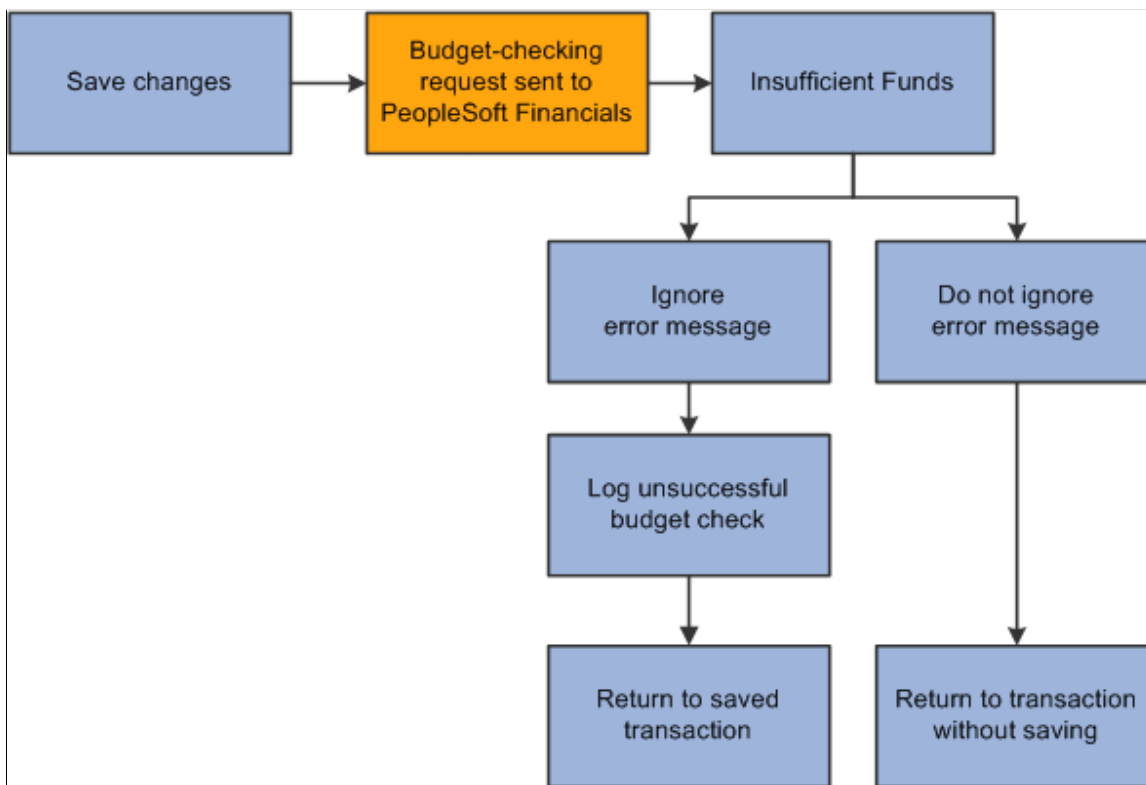 Save changes
Budget-checking
request sent to
PeopleSoft Financials
Insufficient Funds
Ignore
error message
Do not ignore
error message
Log unsuccessful
budget check
Return to saved
transaction
Return to transaction
without saving